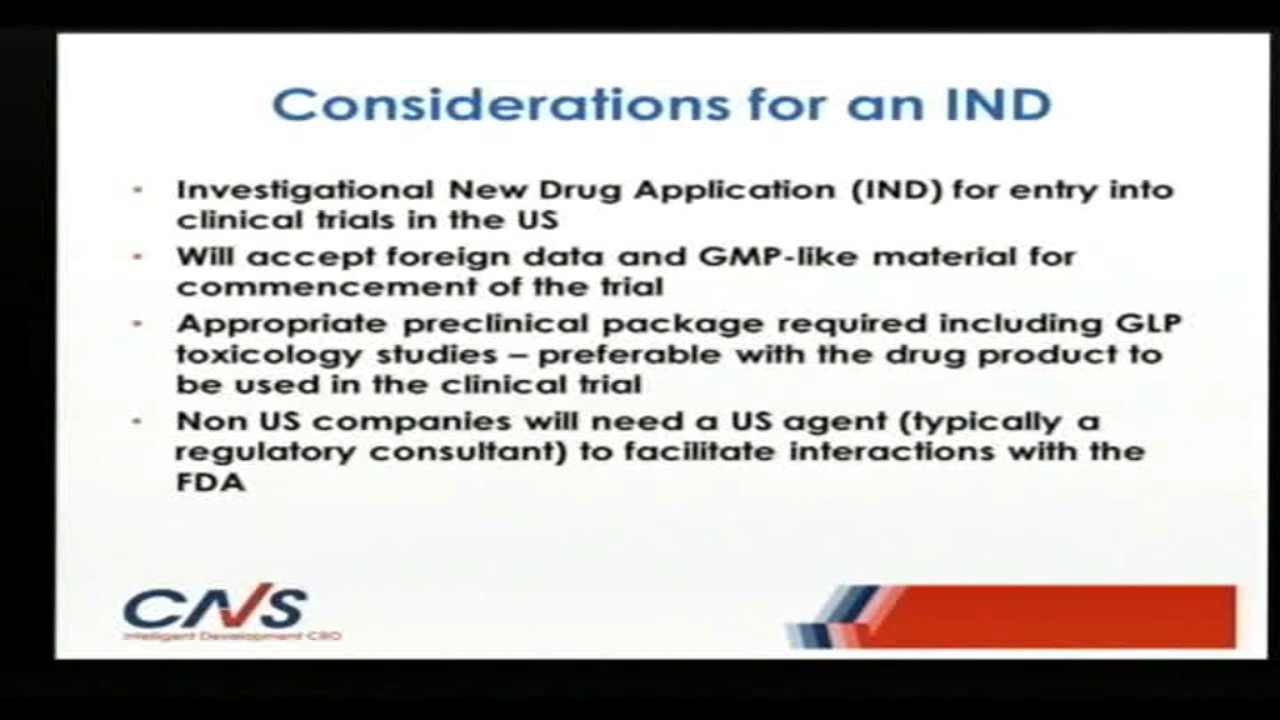 Considerations for an IND
Investigational New Drug Application (IND) for entry into
clinical trials in the US
Will accept foreign data and GMP-like material for
commencement of the trial
Appropriate preclinical package required including GLP
toxicology studies – preferable with the drug product to
be used in the clinical trial
Non US companies will need a US agent (typically a
regulatory consultant) to facilitate interactions with the
FDA
CNS
Intelligent Development CRO